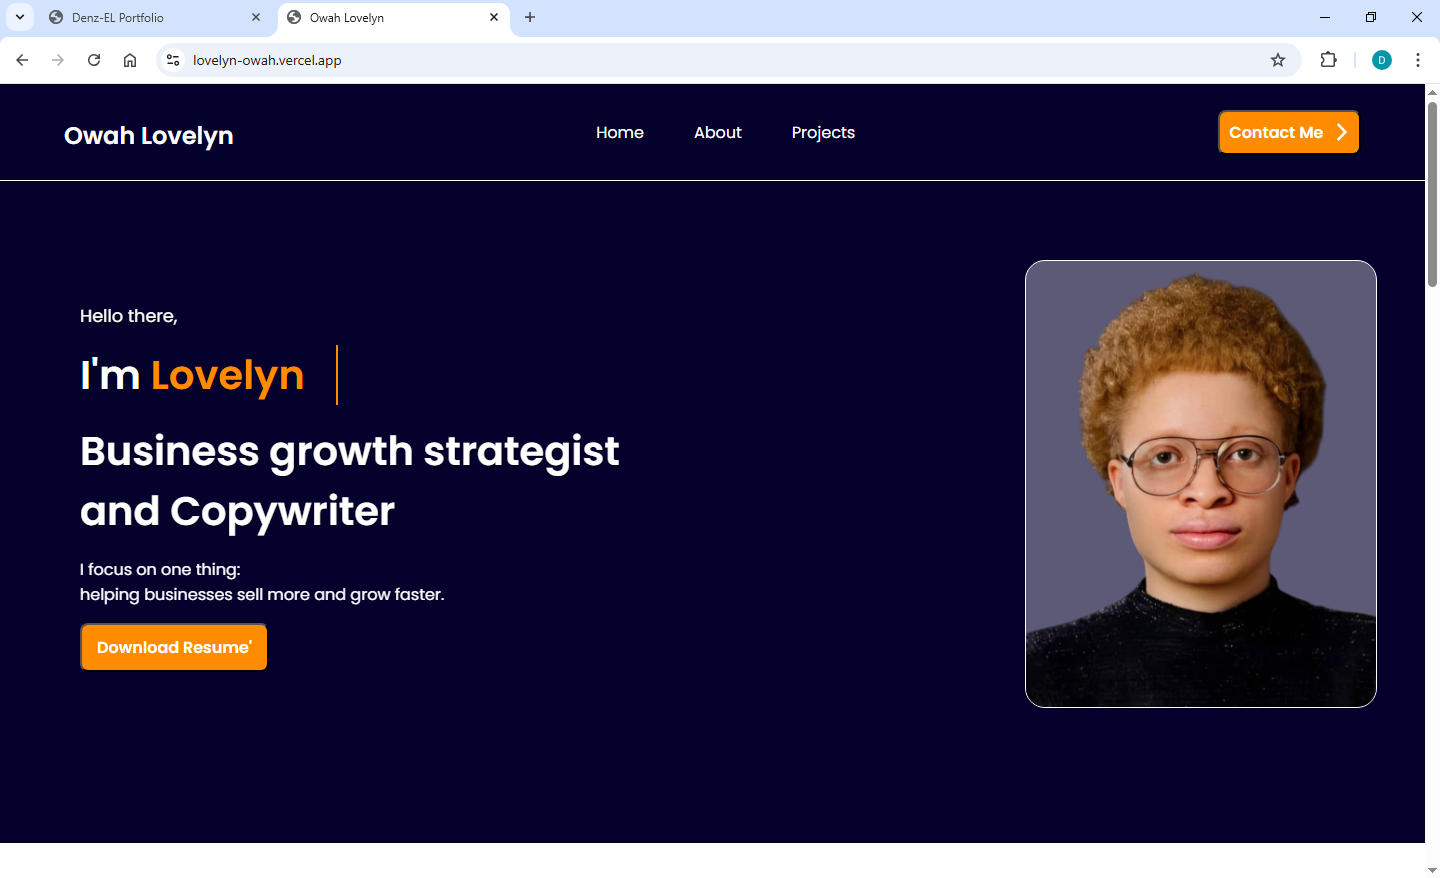 Denz-EL Portfolio
Owah Lovelyn
lovelyn-owah.vercel.app
D
Owah Lovelyn
Home
About
Projects
Contact Me
Hello there,
I'm Lovelyn
Business growth strategist
and Copywriter
I focus on one thing:
helping businesses sell more and grow faster.
Download Resume'